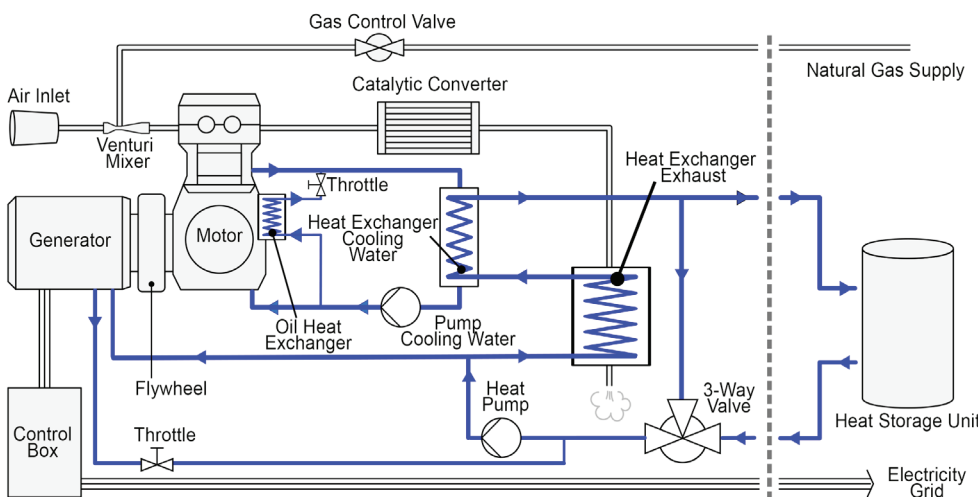 Gas Control Valve
Natural Gas Supply
Air Inlet
Catalytic Converter
Venturi
Mixer
Heat Exchanger
Exhaust
Throttle
Generator
Motor
Heat Exchanger
Cooling
Water
Oil Heat
Exchanger
Pump
Cooling Water
Flywheel
Heat
Pump
3-Way
Valve
Heat Storage Unit
Control
Box
Throttle
Electricity
Grid